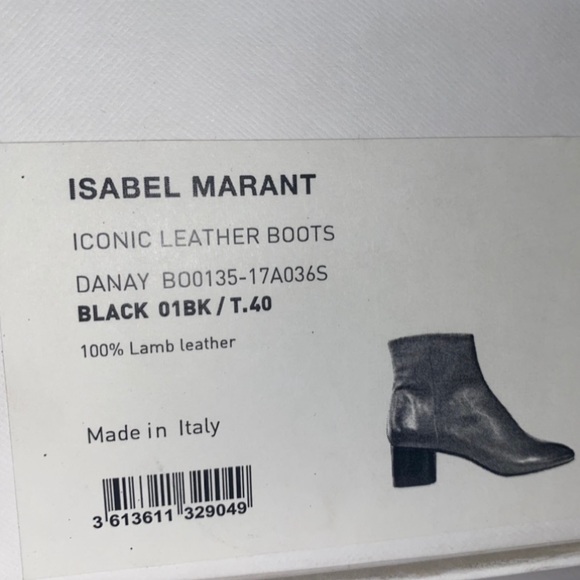 ISABEL MARANT
ICONIC LEATHER BOOTS
DANAY BO0135-17A036S
BLACK 01BK / T.40
100% Lamb leather
Made in Italy
3 613611 329049